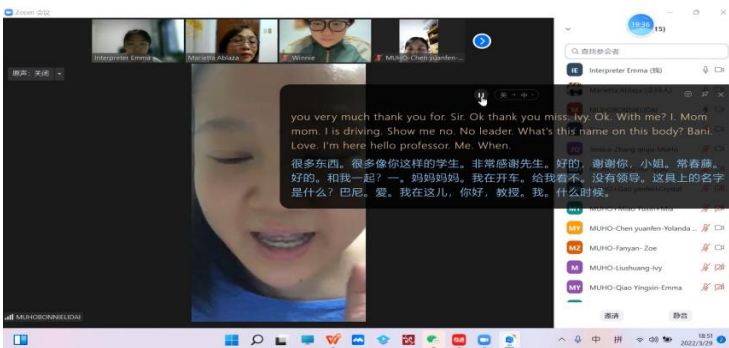 Zoom 会议
19:36
15)
查找参会者
原声: 关闭
Interpreter Emma
Marietta Ablaza
Winnie
MUHO-Chen yuanfen-...
IE Interpreter Emma (我)
英 中
you very much thank you for. Sir. Ok thank you miss. Ivy. Ok. With me? I. Mom
mom. I is driving. Show me no. No leader. What's this name on this body? Bani.
Love. I'm here hello professor. Me. When.
很多东西。很多像你这样的学生。非常感谢先生。好的，谢谢你，小姐。常春藤。
好的。和我一起？一。妈妈妈妈。我在开车。给我看不。没有领导。这具上的名字
是什么？巴尼。爱。我在这儿，你好，教授。我。什么时候。
MY MUHO-Chen yuanfen-Yolanda ...
MZ MUHO-Fanyan- Zoe
M MUHO-Liushuang-Ivy
MY MUHO-Qiao Yingxin-Emma
邀请 静音
MUHOBONNIELIDAI
中 拼
18:51
2022/3/29